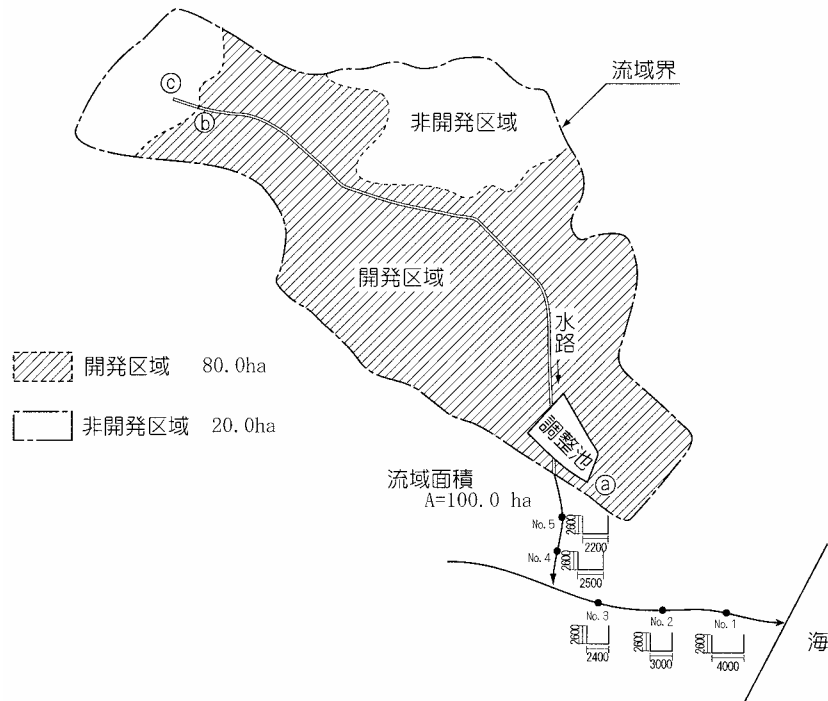 流域界
ⓒ
ⓑ
非開発区域
開発区域
水路
開発区域 80.0ha
非開発区域 20.0ha
調整池
ⓐ
流域面積
A=100.0 ha
No.5
2600
2200
No.4
2600
2500
No.3
No.2
No.1
2600
2400
2600
3000
2600
4000
海